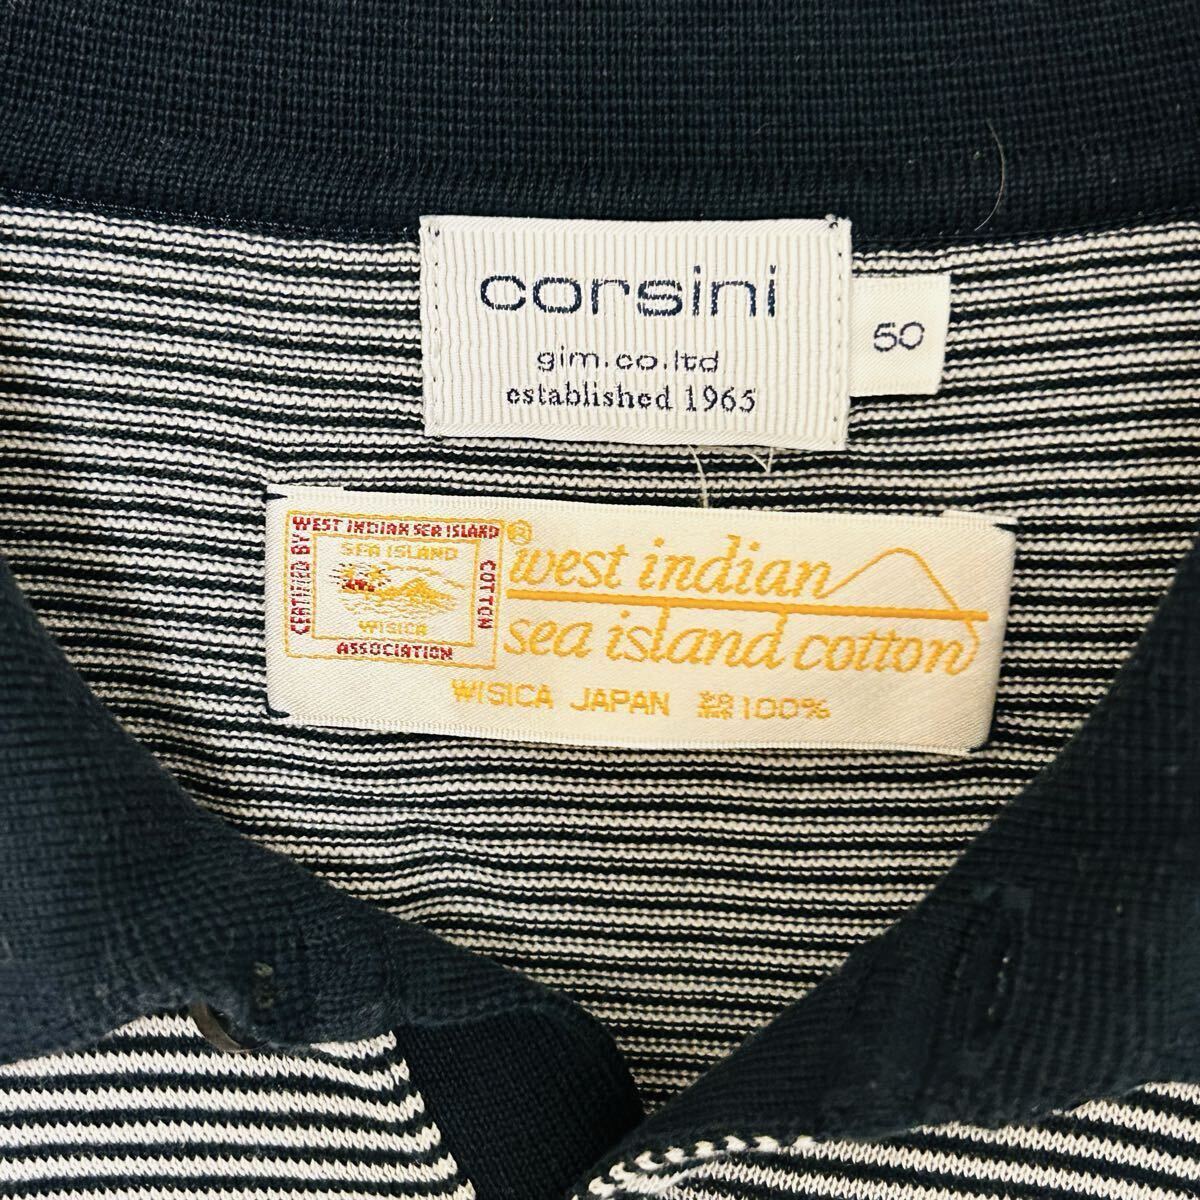 corsini
gim.co.ltd
established 1965
50
CERTIFIED BY WEST INDIAN SEA ISLAND
COTTON
ASSOCIATION
SEA ISLAND
WISICA
®
west indian
sea island cotton
WISICA JAPAN 綿100%